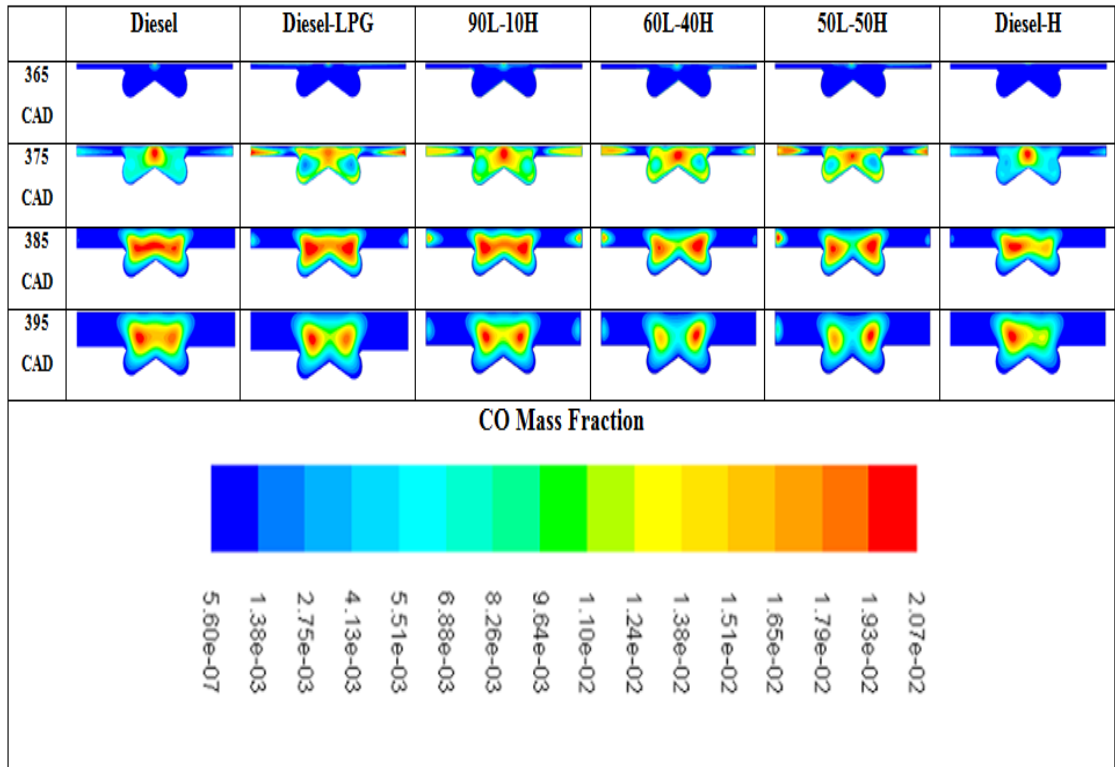 Diesel Diesel-LPG 90L-10H 60L-40H 50L-50H Diesel-H
365
CAD
375
CAD
385
CAD
395
CAD
CO Mass Fraction
5.60e-07
1.38e-03
2.75e-03
4.13e-03
5.51e-03
6.88e-03
8.26e-03
9.64e-03
1.10e-02
1.24e-02
1.38e-02
1.51e-02
1.65e-02
1.79e-02
1.93e-02
2.07e-02